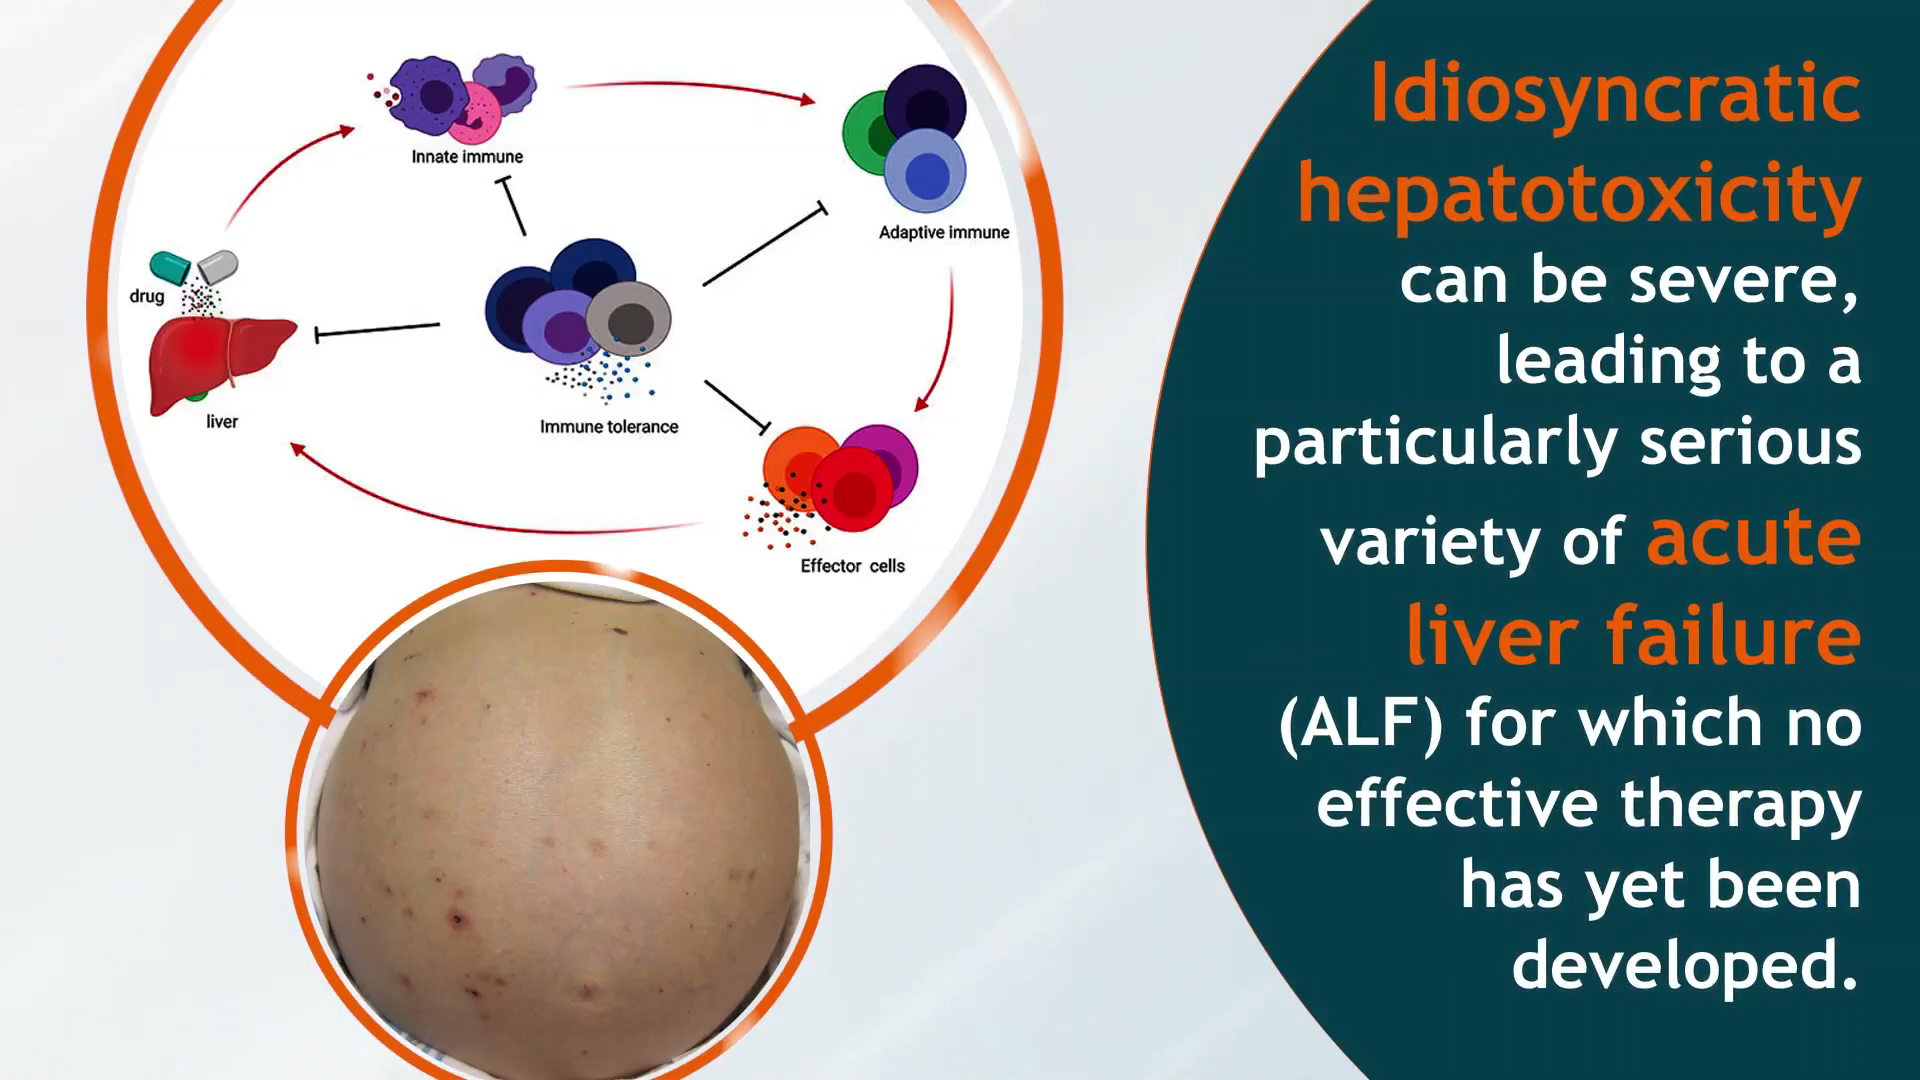 Innate immune
Adaptive immune
drug
liver
Immune tolerance
Effector cells
Idiosyncratic
hepatotoxicity
can be severe,
leading to a
particularly serious
variety of acute
liver failure
(ALF) for which no
effective therapy
has yet been
developed.